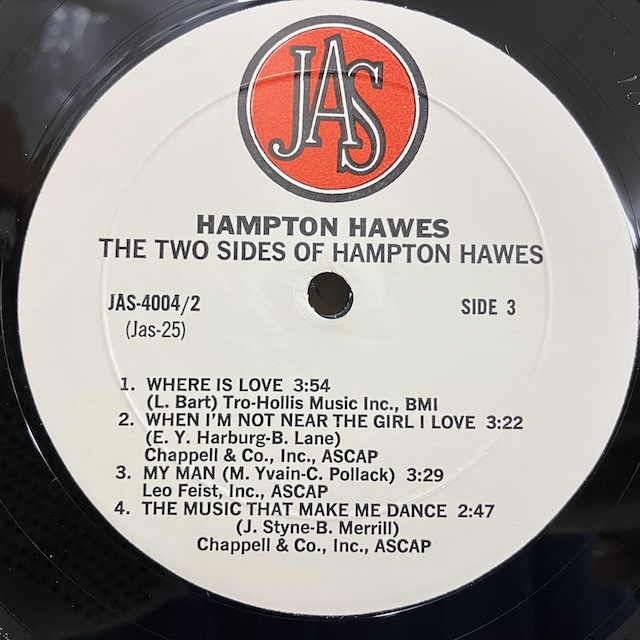 JAS
HAMPTON HAWES
THE TWO SIDES OF HAMPTON HAWES
JAS-4004/2 SIDE 3
(Jas-25)
1. WHERE IS LOVE 3:54
(L. Bart) Tro-Hollis Music Inc., BMI
2. WHEN I'M NOT NEAR THE GIRL I LOVE 3:22
(E. Y. Harburg-B. Lane)
Chappell & Co., Inc., ASCAP
3. MY MAN (M. Yvain-C. Pollack) 3:29
Leo Feist, Inc., ASCAP
4. THE MUSIC THAT MAKE ME DANCE 2:47
(J. Styne-B. Merrill)
Chappell & Co., Inc., ASCAP